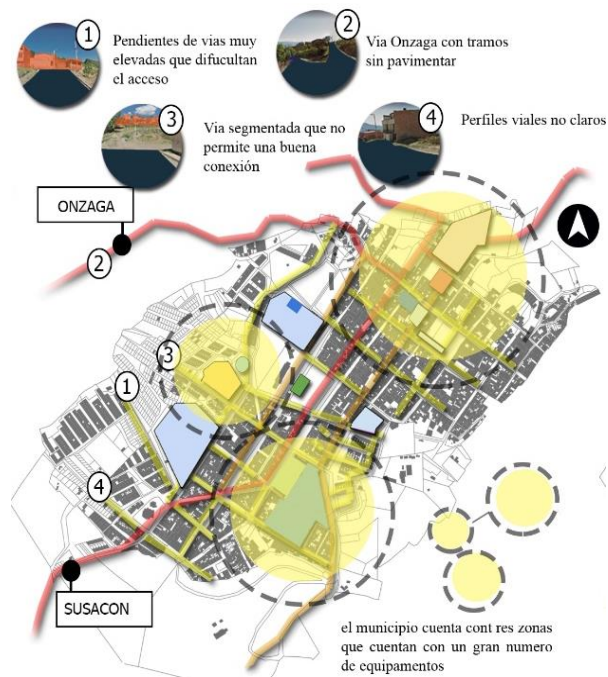 1
Pendientes de vias muy
elevadas que difucultan
el acceso
2
Via Onzaga con tramos
sin pavimentar
3
Via segmentada que no
permite una buena
conexión
4
Perfiles viales no claros
ONZAGA
2
3
1
4
SUSACON
el municipio cuenta cont res zonas
que cuentan con un gran numero
de equipamentos